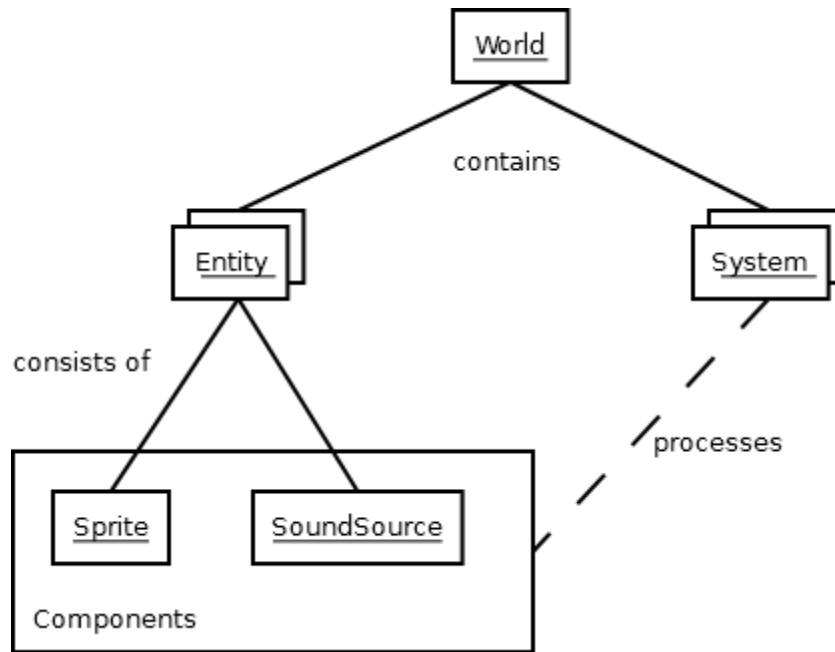 World
contains
Entity
System
consists of
processes
Sprite
SoundSource
Components